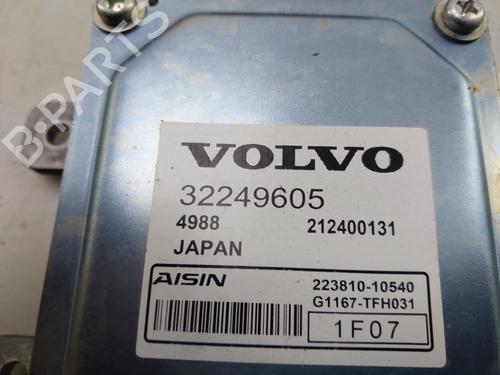 B-PARTS
VOLVO
32249605
4988 212400131
JAPAN
AISIN 223810-10540
G1167-TFH031
1F07